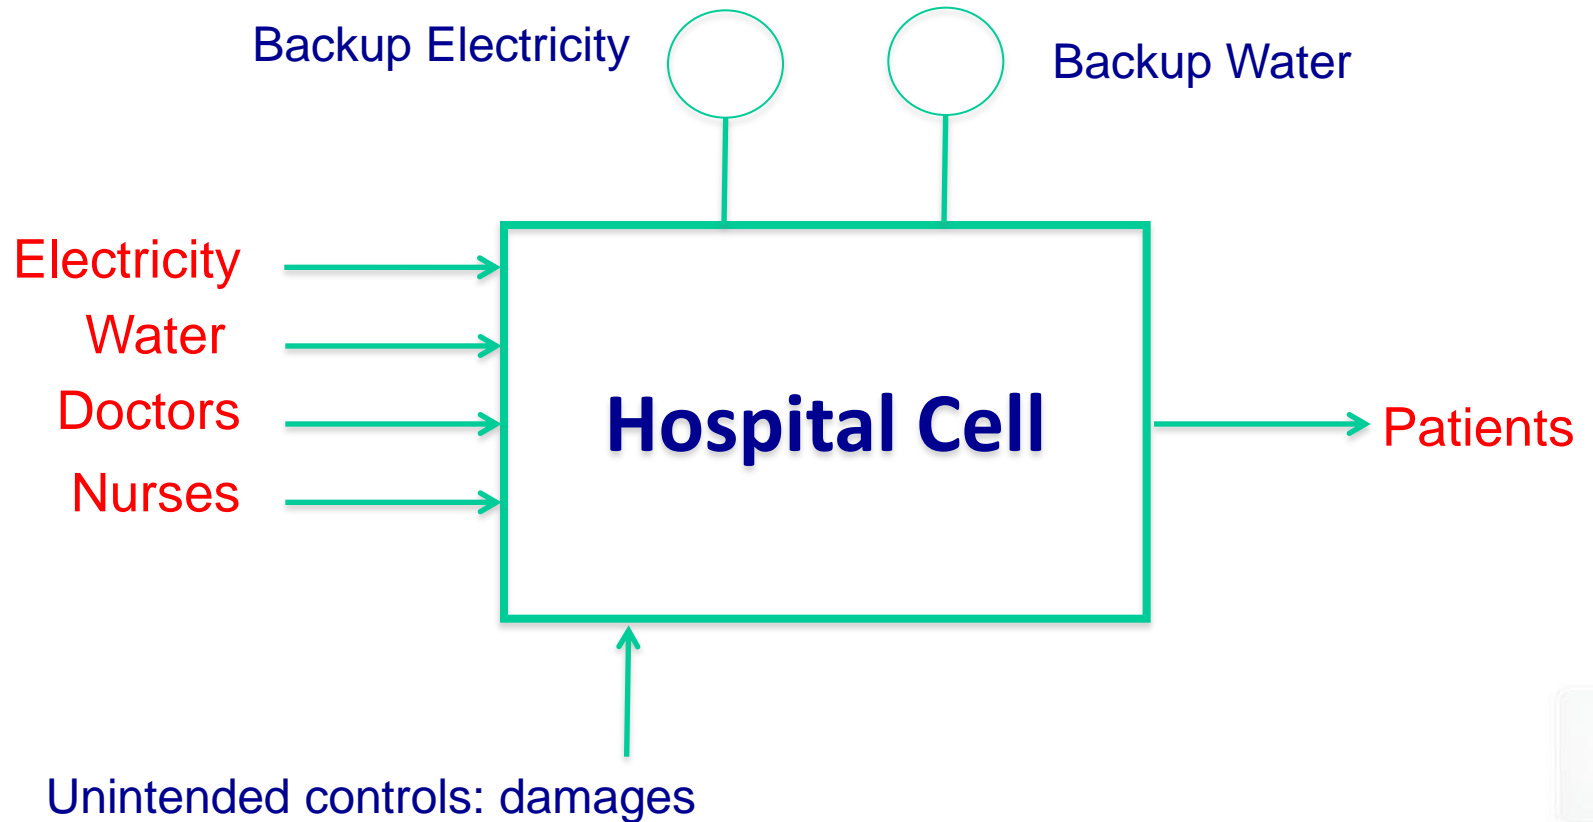 Backup Electricity
Backup Water
Electricity
Water
Doctors
Nurses
Hospital Cell
Patients
Unintended controls: damages